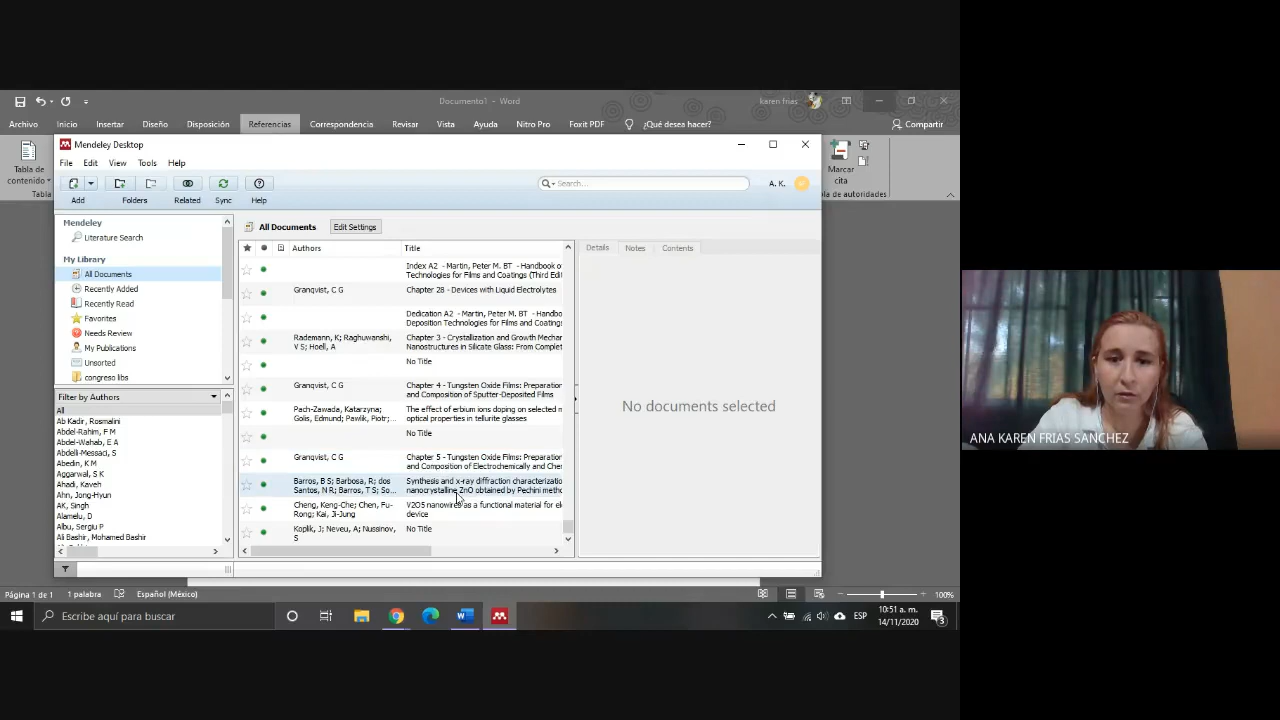 Documento1 - Word
karen frias
Archivo Inicio Insertar Diseño Disposición Referencias Correspondencia Revisar Vista Ayuda Nitro Pro Foxit PDF ¿Qué desea hacer? Compartir
Tabla de
contenido
Tabla
Marcar
cita
la de autoridades
Mendeley Desktop
File Edit View Tools Help
Add Folders Related Sync Help
Search...
A. K.
Mendeley
Literature Search
My Library
All Documents
Recently Added
Recently Read
Favorites
Needs Review
My Publications
Unsorted
congreso libs
Filter by Authors
All
Ab Kadir, Rosmalini
Abdel-Rahim, F M
Abdel-Wahab, E A
Abdelli-Messaci, S
Abedin, K M
Aggarwal, S K
Ahadi, Kaveh
Ahn, Jong-Hyun
AK, Singh
Alamelu, D
Albu, Sergiu P
Ali Bashir, Mohamed Bashir
All Documents Edit Settings
Authors Title
Index A2 - Martin, Peter M. BT - Handbook o
Technologies for Films and Coatings (Third Edit
Granqvist, C G Chapter 28 - Devices with Liquid Electrolytes
Dedication A2 - Martin, Peter M. BT - Handboo
Deposition Technologies for Films and Coatings
Rademann, K; Raghuwanshi, Chapter 3 - Crystallization and Growth Mechar
V S; Hoell, A Nanostructures in Silicate Glass: From Complet
No Title
Granqvist, C G Chapter 4 - Tungsten Oxide Films: Preparation
and Composition of Sputter-Deposited Films
Pach-Zawada, Katarzyna; The effect of erbium ions doping on selected m
Golis, Edmund; Pawlik, Piotr;... optical properties in tellurite glasses
No Title
Granqvist, C G Chapter 5 - Tungsten Oxide Films: Preparation
and Composition of Electrochemically and Cher
Barros, B S; Barbosa, R; dos Synthesis and x-ray diffraction characterizatio
Santos, N R; Barros, T S; So... nanocrystalline ZnO obtained by Pechini metho
Cheng, Keng-Che; Chen, Fu- V2O5 nanowires as a functional material for el
Rong; Kai, Ji-Jung device
Koplik, J; Neveu, A; Nussinov, No Title
S
Details Notes Contents
No documents selected
ANA KAREN FRIAS SANCHEZ
Página 1 de 1 1 palabra Español (México) 100%
Escribe aquí para buscar
ESP
10:51 a. m.
14/11/2020
3